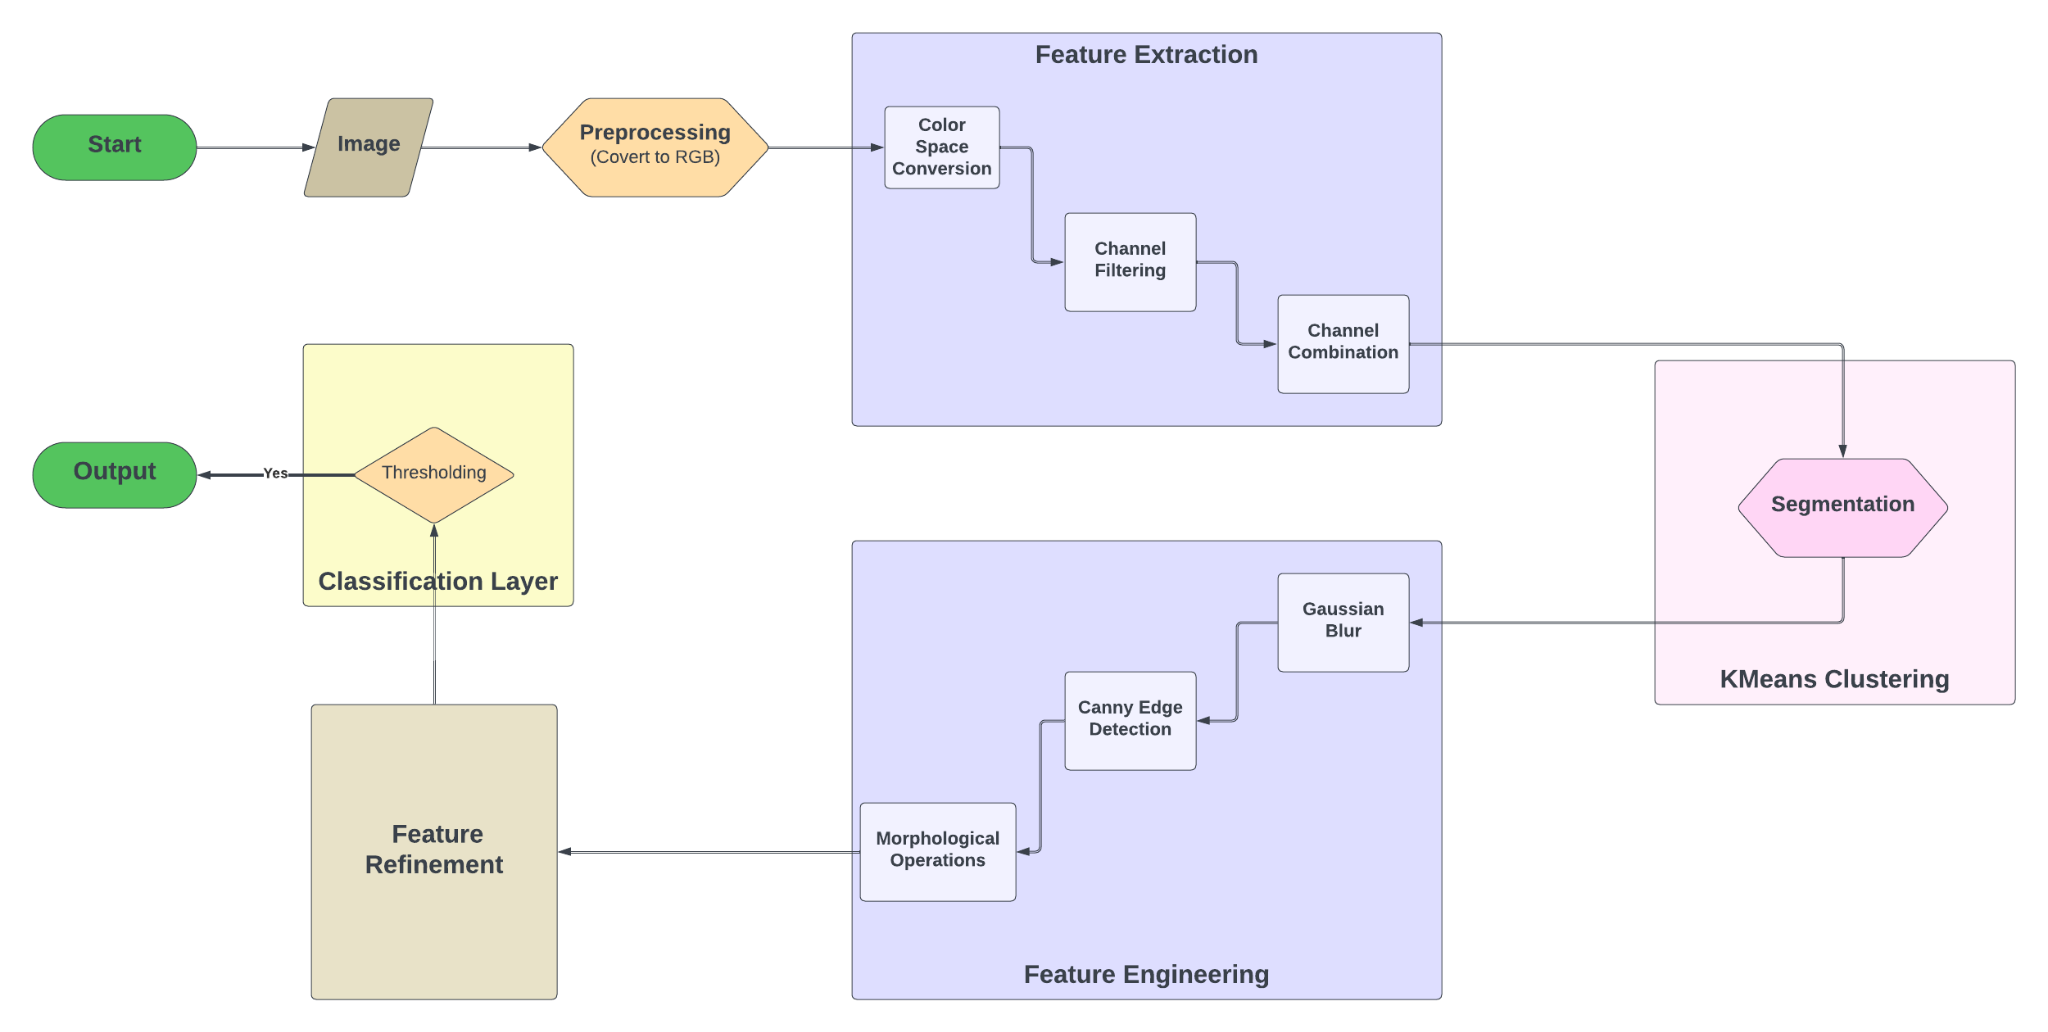 Start
Image
Preprocessing
(Covert to RGB)
Feature Extraction
Color
Space
Conversion
Channel
Filtering
Channel
Combination
Segmentation
KMeans Clustering
Gaussian
Blur
Canny Edge
Detection
Morphological
Operations
Feature Engineering
Feature
Refinement
Thresholding
Classification Layer
Yes
Output